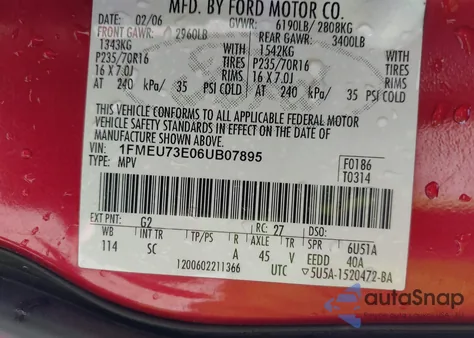 MFD. BY FORD MOTOR CO.
DATE: 02/06 GVWR: 6190LB/ 2808KG
FRONT GAWR: 2960LB REAR GAWR: 3400LB
1343KG 1542KG
P235/70R16 TIRES P235/70R16 TIRES
16 X 7.0J RIMS 16 X 7.0J RIMS
AT 240 kPa/ 35 PSI COLD AT 240 kPa/ 35 PSI COLD
THIS VEHICLE CONFORMS TO ALL APPLICABLE FEDERAL MOTOR
VEHICLE SAFETY STANDARDS IN EFFECT ON THE DATE OF
MANUFACTURE SHOWN ABOVE.
VIN: 1FMEU73E06UB07895 F0186
TYPE: MPV T0314
EXT PNT: G2 RC: 27 DSO:
WB INT TR TP/PS R AXLE TR SPR 6US1A
114 SC A 45 V EEDD 40A
1200602211366 UTC ▽5U5A-1520472-BA
autoSnap